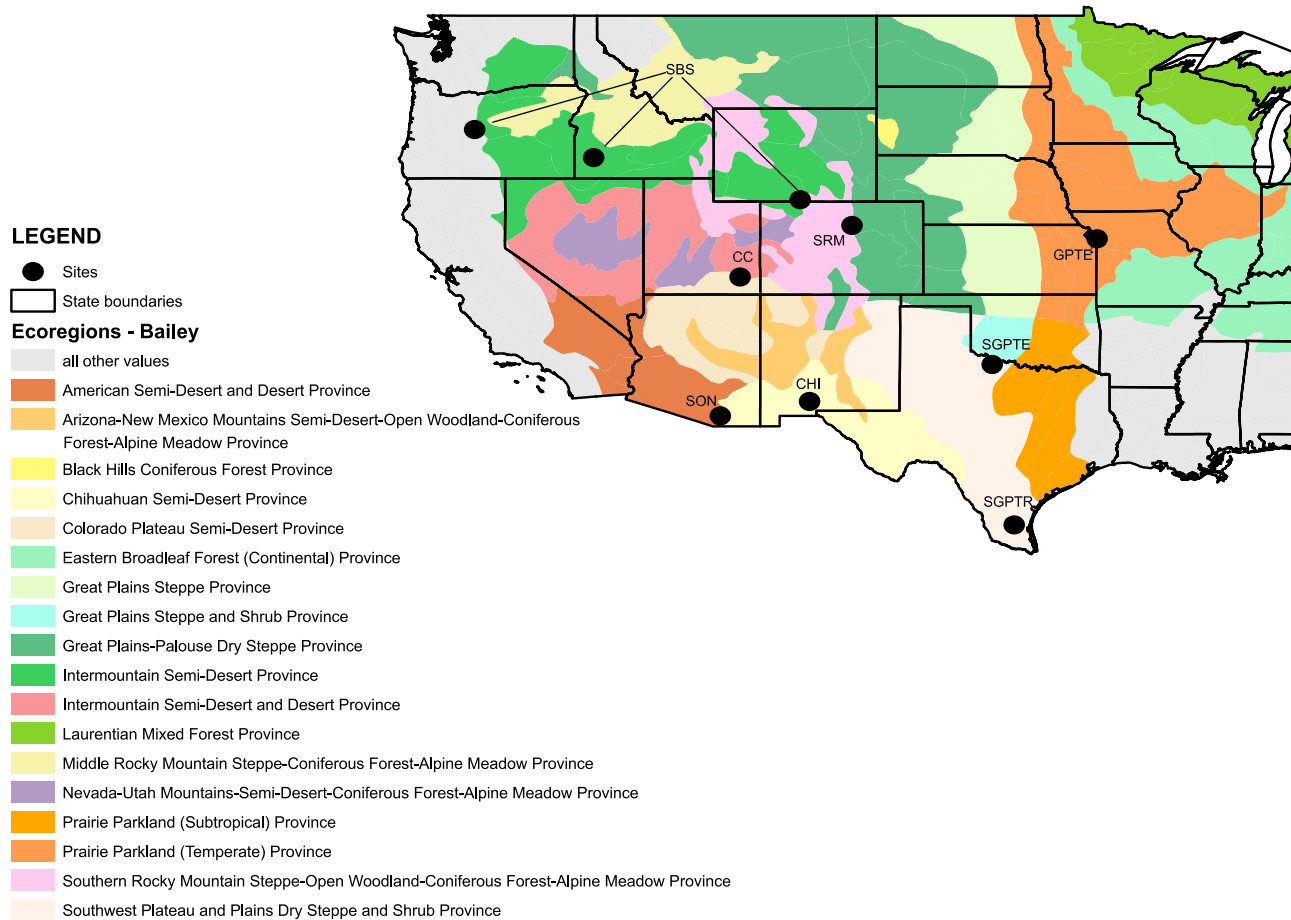 SBS
SRM
CC
GPTE
SGPTE
CHI
SON
SGPTR
LEGEND
Sites
State boundaries
Ecoregions - Bailey
all other values
American Semi-Desert and Desert Province
Arizona-New Mexico Mountains Semi-Desert-Open Woodland-Coniferous
Forest-Alpine Meadow Province
Black Hills Coniferous Forest Province
Chihuahuan Semi-Desert Province
Colorado Plateau Semi-Desert Province
Eastern Broadleaf Forest (Continental) Province
Great Plains Steppe Province
Great Plains Steppe and Shrub Province
Great Plains-Palouse Dry Steppe Province
Intermountain Semi-Desert Province
Intermountain Semi-Desert and Desert Province
Laurentian Mixed Forest Province
Middle Rocky Mountain Steppe-Coniferous Forest-Alpine Meadow Province
Nevada-Utah Mountains-Semi-Desert-Coniferous Forest-Alpine Meadow Province
Prairie Parkland (Subtropical) Province
Prairie Parkland (Temperate) Province
Southern Rocky Mountain Steppe-Open Woodland-Coniferous Forest-Alpine Meadow Province
Southwest Plateau and Plains Dry Steppe and Shrub Province